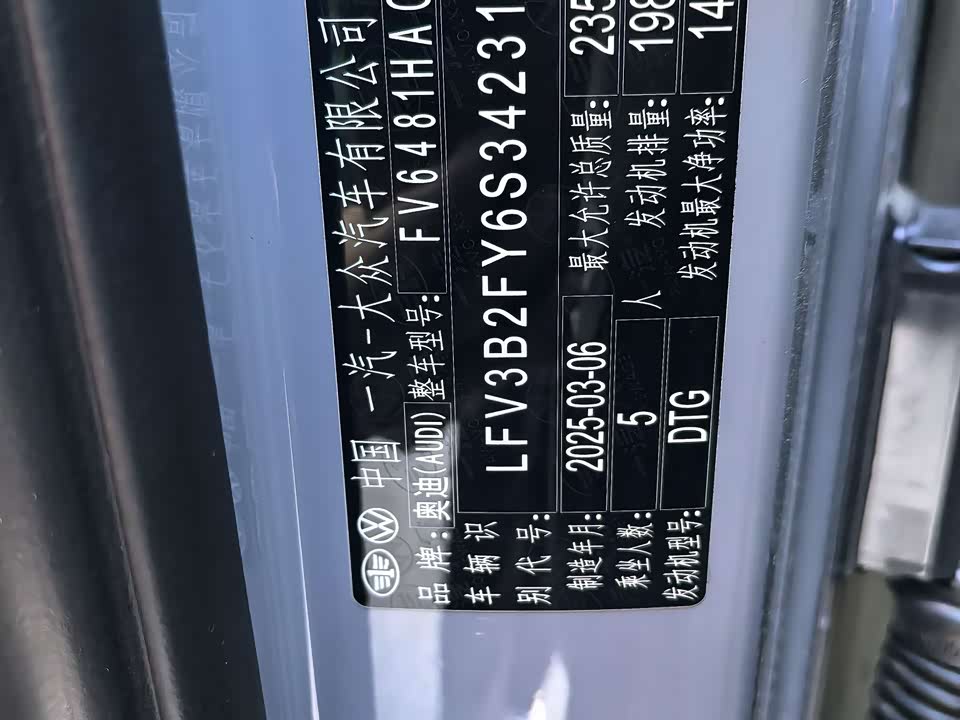 中国 一汽-大众汽车有限公司
品牌:奥迪(AUDI) 整车型号:FV6481HAC
车辆识别代号: LFV3B2FY6S34231
制造年月: 2025-03-06 最大允许总质量: 235
乘坐人数: 5 人 发动机排量: 198
发动机型号: DTG 发动机最大净功率: 14